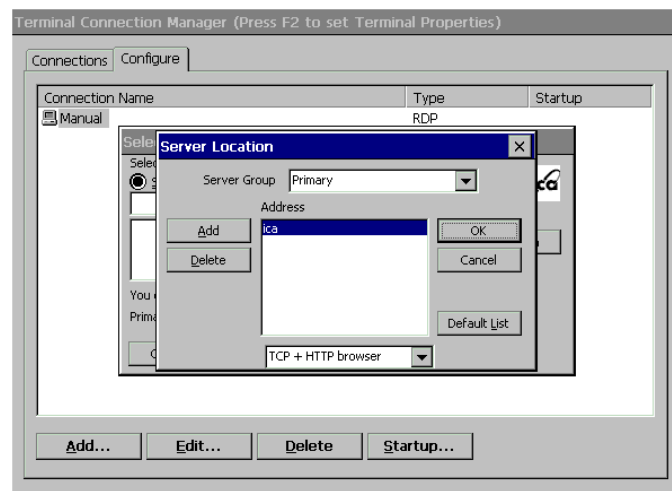 Terminal Connection Manager (Press F2 to set Terminal Properties)
Connections Configure
Connection Name Type Startup
Manual RDP
Server Location
Server Group Primary
Address
Add ica OK
Delete Cancel
You
Default List
TCP + HTTP browser
Add... Edit... Delete Startup...